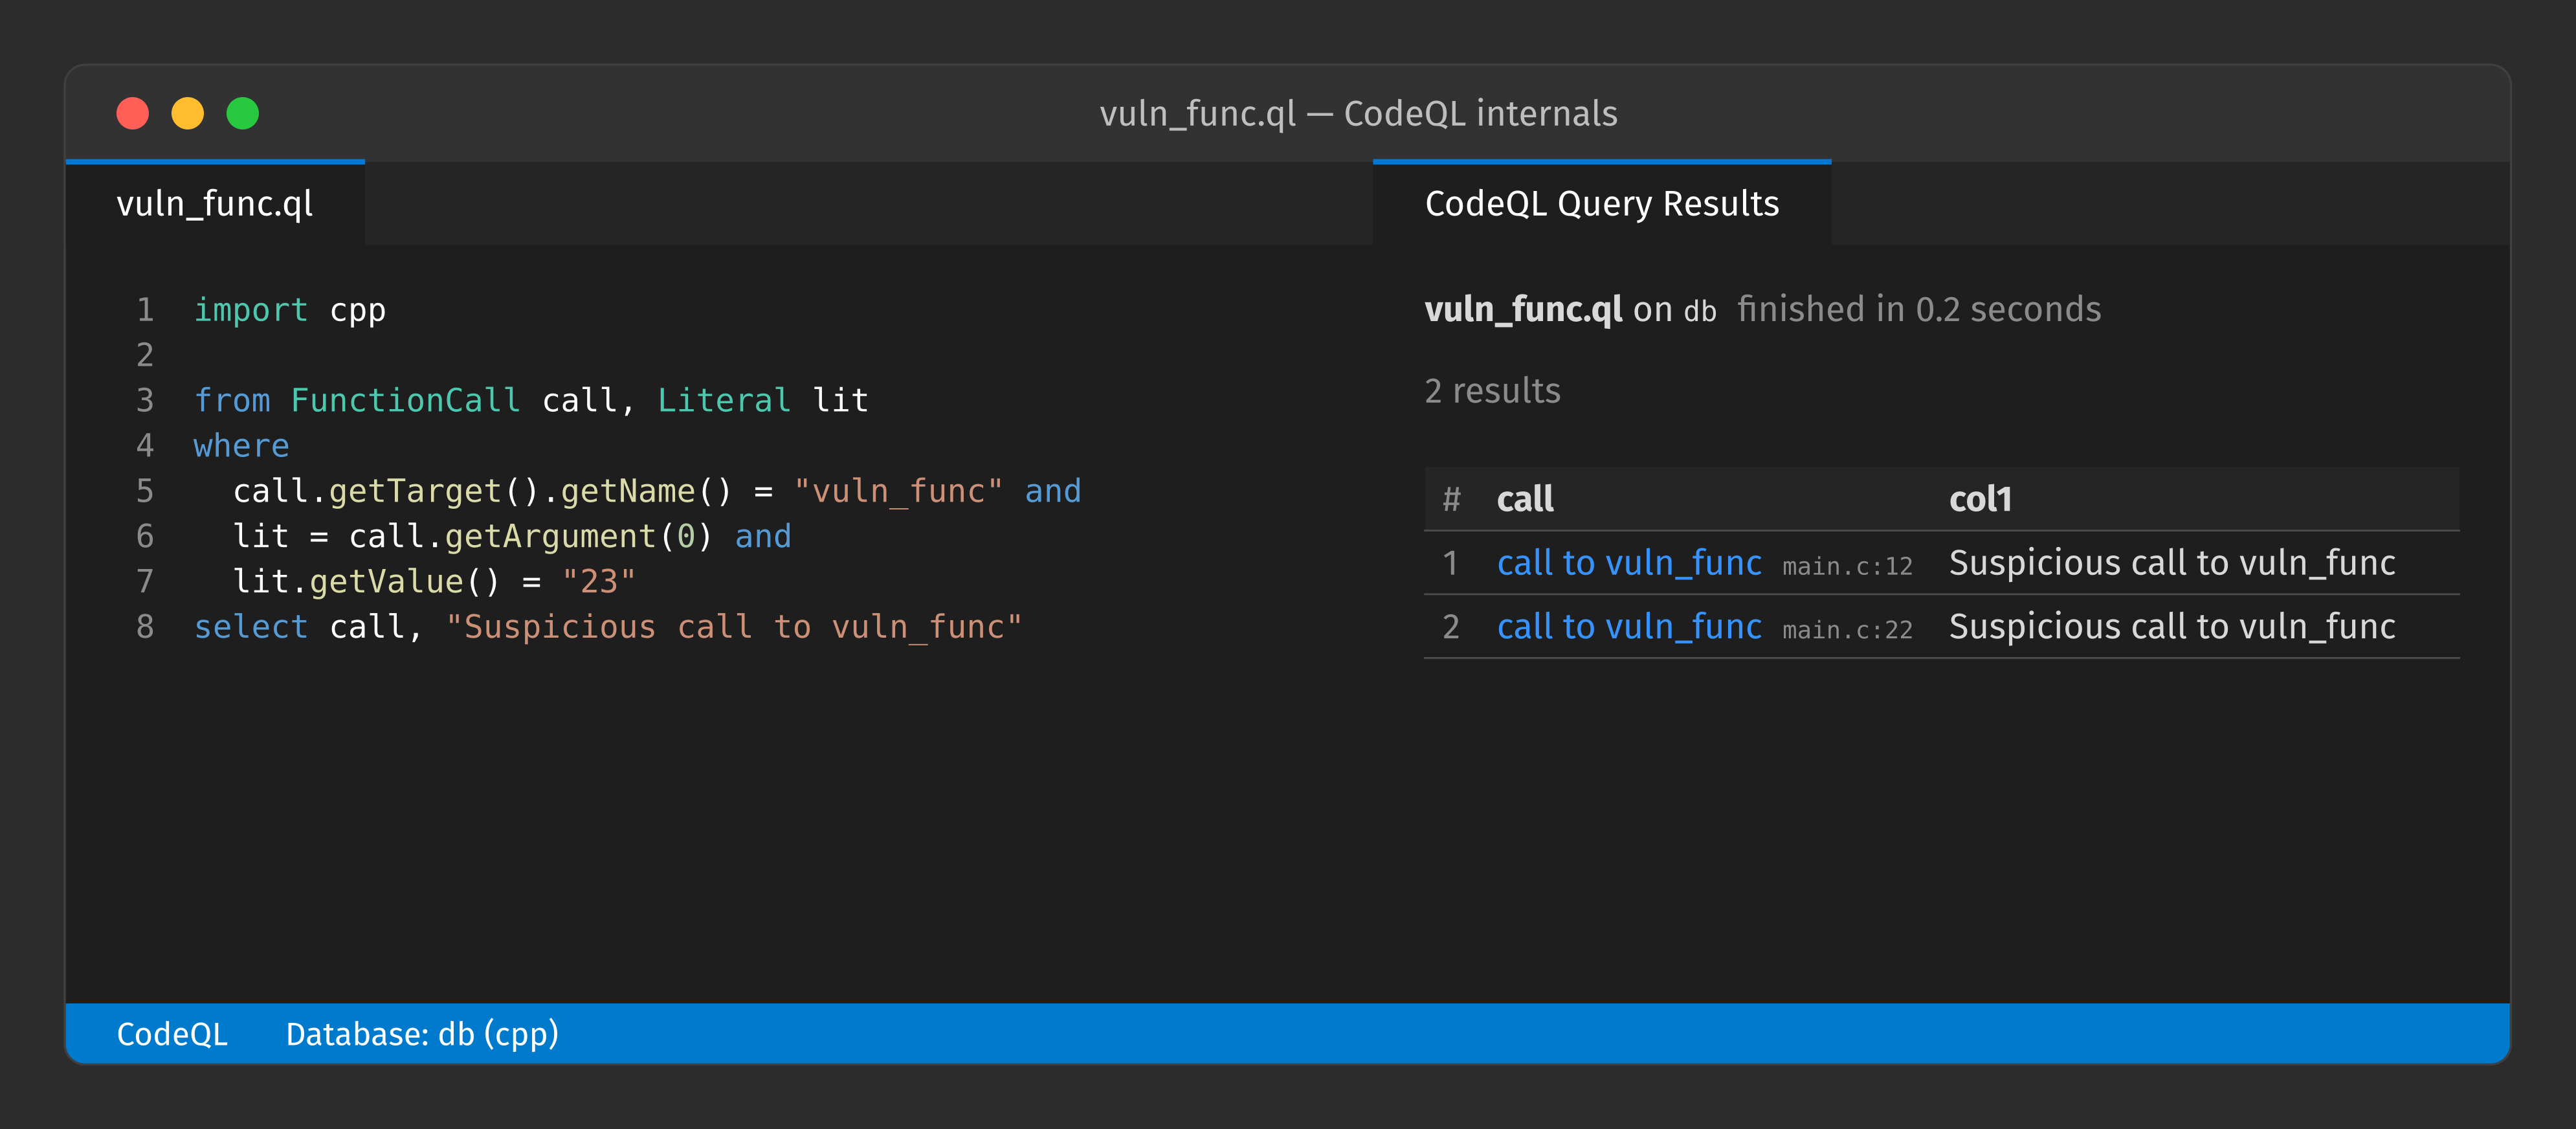 vuln_func.ql — CodeQL internals
vuln_func.ql
1 import cpp
2
3 from FunctionCall call, Literal lit
4 where
5   call.getTarget().getName() = "vuln_func" and
6   lit = call.getArgument(0) and
7   lit.getValue() = "23"
8 select call, "Suspicious call to vuln_func"
CodeQL Query Results
vuln_func.ql on db finished in 0.2 seconds
2 results
# call col1
1 call to vuln_func main.c:12 Suspicious call to vuln_func
2 call to vuln_func main.c:22 Suspicious call to vuln_func
CodeQL Database: db (cpp)